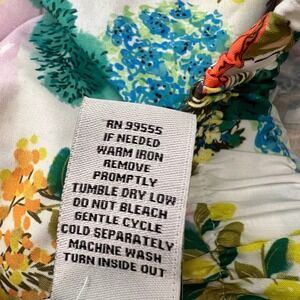 RN 99555
IF NEEDED
WARM IRON
REMOVE
PROMPTLY
TUMBLE DRY LOW
DO NOT BLEACH
GENTLE CYCLE
COLD SEPARATELY
MACHINE WASH
TURN INSIDE OUT